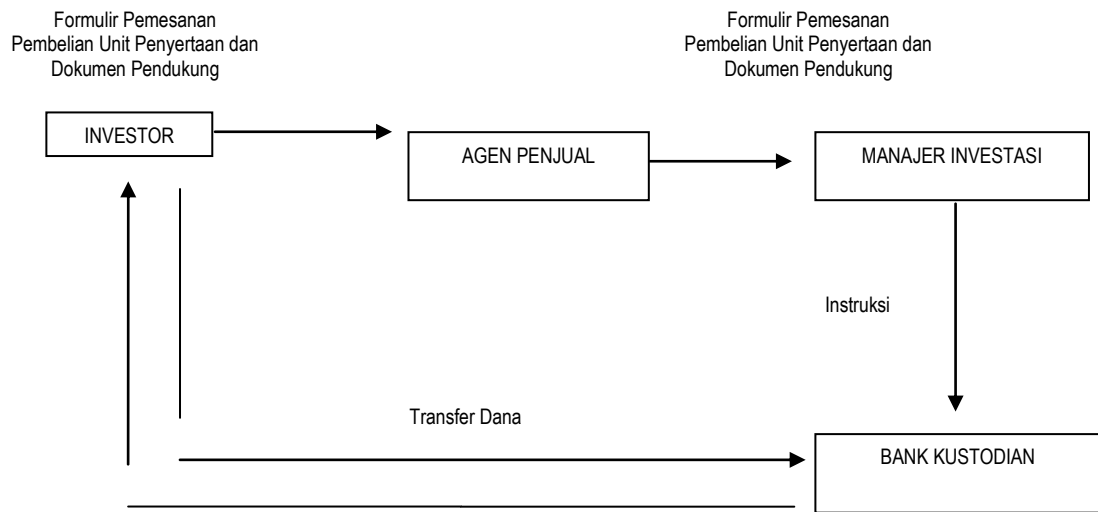 Formulir Pemesanan
Pembelian Unit Penyertaan dan
Dokumen Pendukung
Formulir Pemesanan
Pembelian Unit Penyertaan dan
Dokumen Pendukung
INVESTOR
AGEN PENJUAL
MANAJER INVESTASI
Instruksi
Transfer Dana
BANK KUSTODIAN